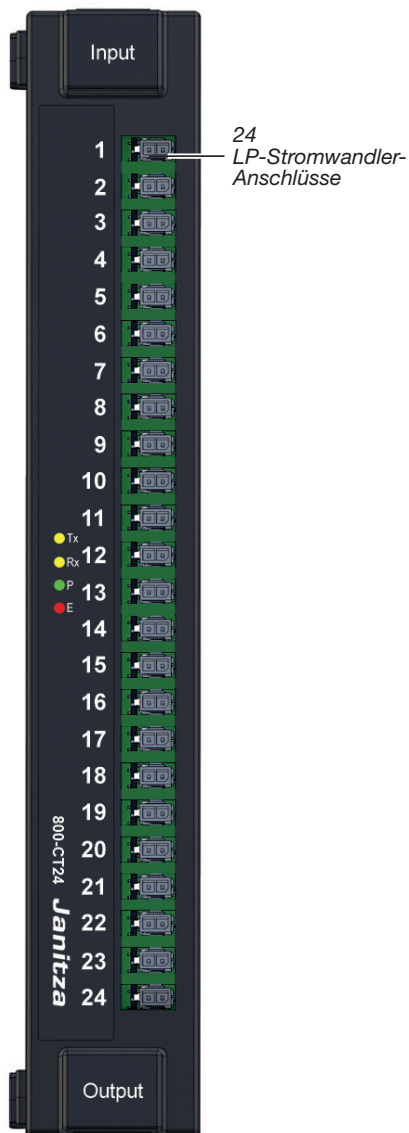 Input
1
24
LP-Stromwandler-
Anschlüsse
2
3
4
5
6
7
8
9
10
11
Tx
12
Rx
P
13
E
14
15
16
17
18
19
20
21
22
23
24
800-CT24
Janitza
Output